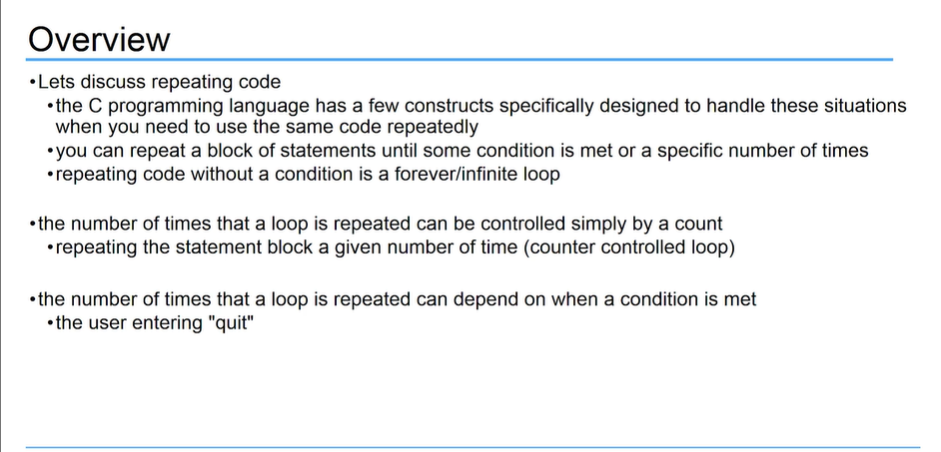 Overview
•Lets discuss repeating code
•the C programming language has a few constructs specifically designed to handle these situations
when you need to use the same code repeatedly
•you can repeat a block of statements until some condition is met or a specific number of times
•repeating code without a condition is a forever/infinite loop
•the number of times that a loop is repeated can be controlled simply by a count
•repeating the statement block a given number of time (counter controlled loop)
•the number of times that a loop is repeated can depend on when a condition is met
•the user entering "quit"